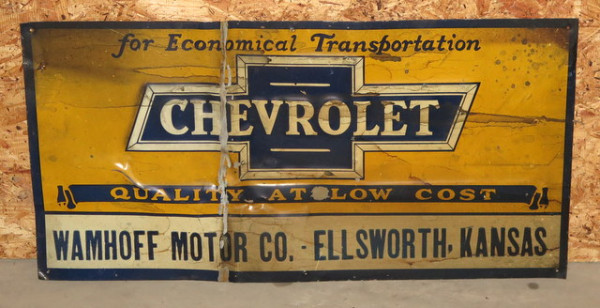 for Economical Transportation
CHEVROLET
QUALITY AT LOW COST
WAMHOFF MOTOR CO. - ELLSWORTH, KANSAS